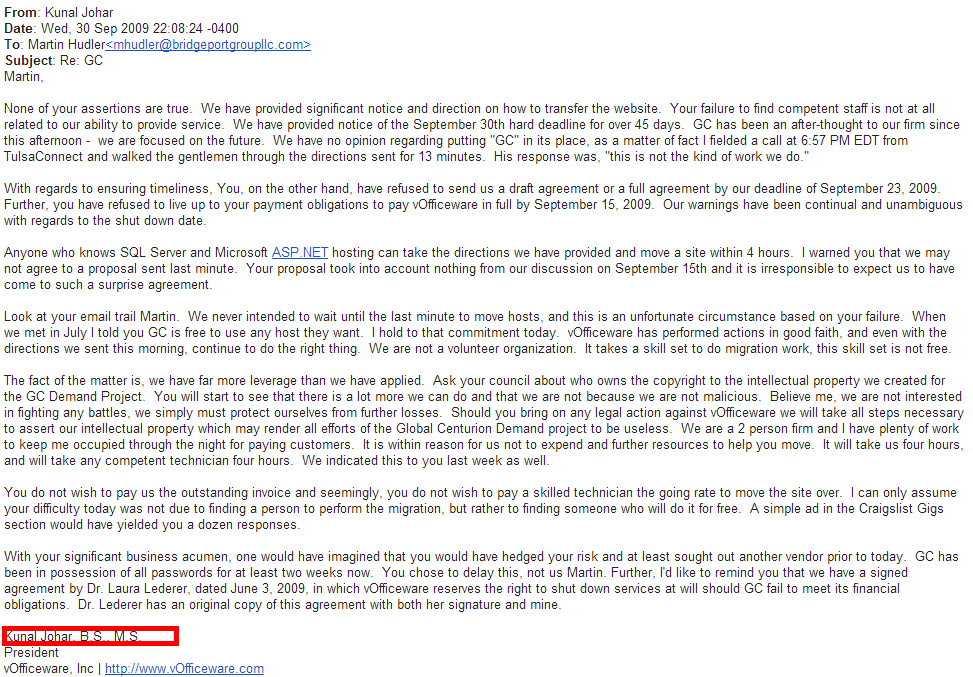 From: Kunal Johar
Date: Wed, 30 Sep 2009 22:08:24 -0400
To: Martin Hudler<mhudler@bridgeportgroupllc.com>
Subject: Re: GC
Martin,
None of your assertions are true.  We have provided significant notice and direction on how to transfer the website.  Your failure to find competent staff is not at all
related to our ability to provide service.  We have provided notice of the September 30th hard deadline for over 45 days.  GC has been an after-thought to our firm since
this afternoon -  we are focused on the future.  We have no opinion regarding putting "GC" in its place, as a matter of fact I fielded a call at 6:57 PM EDT from
TulsaConnect and walked the gentlemen through the directions sent for 13 minutes.  His response was, "this is not the kind of work we do."
With regards to ensuring timeliness, You, on the other hand, have refused to send us a draft agreement or a full agreement by our deadline of September 23, 2009.
Further, you have refused to live up to your payment obligations to pay vOfficeware in full by September 15, 2009.  Our warnings have been continual and unambiguous
with regards to the shut down date.
Anyone who knows SQL Server and Microsoft ASP.NET hosting can take the directions we have provided and move a site within 4 hours.  I warned you that we may
not agree to a proposal sent last minute.  Your proposal took into account nothing from our discussion on September 15th and it is irresponsible to expect us to have
come to such a surprise agreement.
Look at your email trail Martin.  We never intended to wait until the last minute to move hosts, and this is an unfortunate circumstance based on your failure.  When
we met in July I told you GC is free to use any host they want.  I hold to that commitment today.  vOfficeware has performed actions in good faith, and even with the
directions we sent this morning, continue to do the right thing.  We are not a volunteer organization.  It takes a skill set to do migration work, this skill set is not free.
The fact of the matter is, we have far more leverage than we have applied.  Ask your council about who owns the copyright to the intellectual property we created for
the GC Demand Project.  You will start to see that there is a lot more we can do and that we are not because we are not malicious.  Believe me, we are not interested
in fighting any battles, we simply must protect ourselves from further losses.  Should you bring on any legal action against vOfficeware we will take all steps necessary
to assert our intellectual property which may render all efforts of the Global Centurion Demand project to be useless.  We are a 2 person firm and I have plenty of work
to keep me occupied through the night for paying customers.  It is within reason for us not to expend and further resources to help you move.  It will take us four hours,
and will take any competent technician four hours.  We indicated this to you last week as well.
You do not wish to pay us the outstanding invoice and seemingly, you do not wish to pay a skilled technician the going rate to move the site over.  I can only assume
your difficulty today was not due to finding a person to perform the migration, but rather to finding someone who will do it for free.  A simple ad in the Craigslist Gigs
section would have yielded you a dozen responses.
With your significant business acumen, one would have imagined that you would have hedged your risk and at least sought out another vendor prior to today.  GC has
been in possession of all passwords for at least two weeks now.  You chose to delay this, not us Martin. Further, I'd like to remind you that we have a signed
agreement by Dr. Laura Lederer, dated June 3, 2009, in which vOfficeware reserves the right to shut down services at will should GC fail to meet its financial
obligations.  Dr. Lederer has an original copy of this agreement with both her signature and mine.
Kunal Johar, B.S., M.S.
President
vOfficeware, Inc | http://www.vOfficeware.com